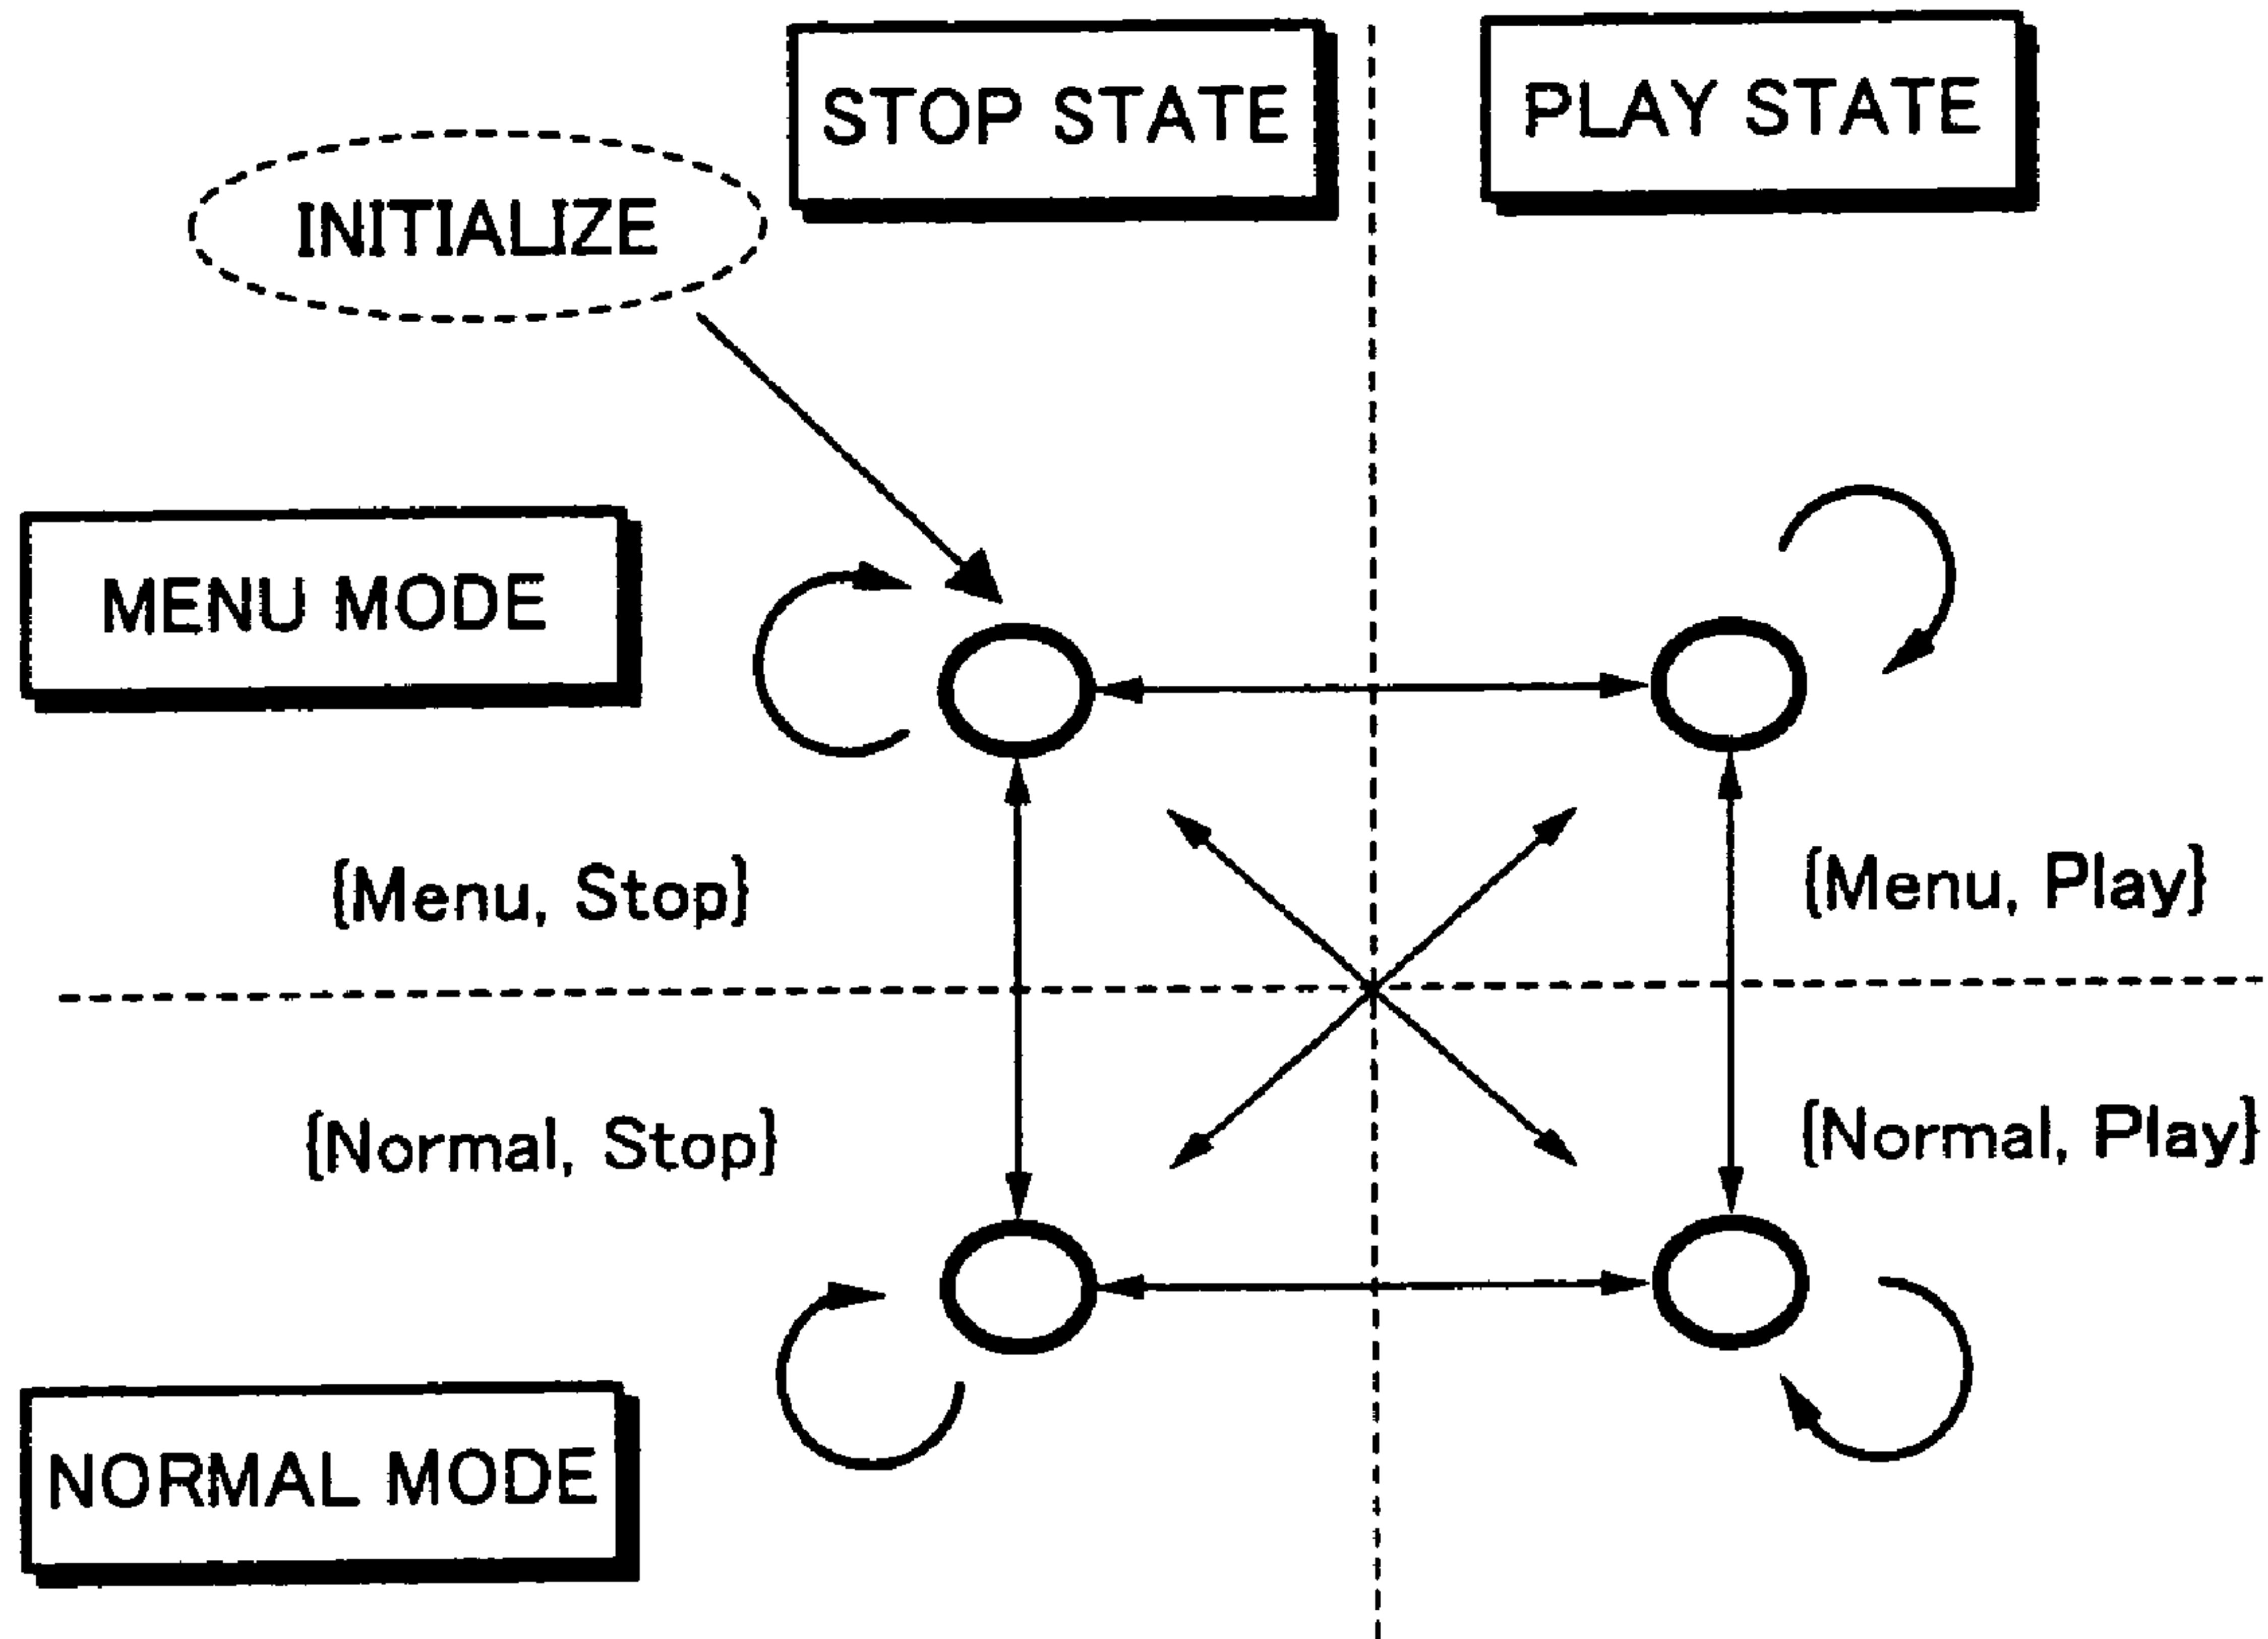 STOP STATE
PLAY STATE
INITIALIZE
MENU MODE
{Menu, Stop}
{Menu, Play}
{Normal, Stop}
{Normal, Play}
NORMAL MODE